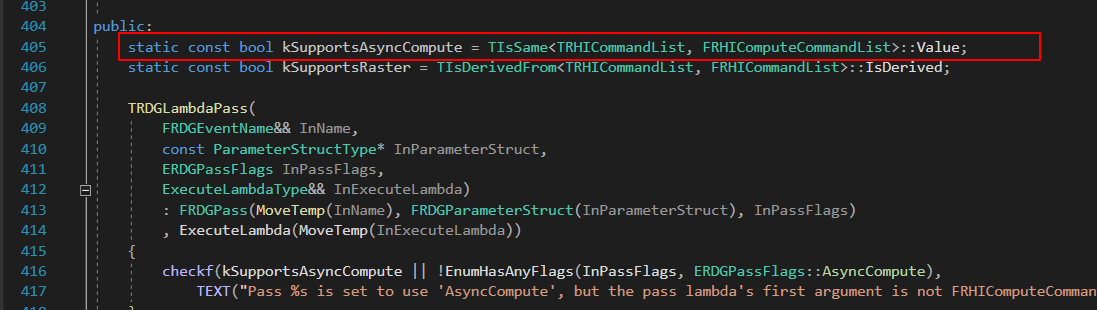 403
404 public:
405 static const bool kSupportsAsyncCompute = TIsSame<TRHICommandList, FRHIComputeCommandList>::Value;
406 static const bool kSupportsRaster = TIsDerivedFrom<TRHICommandList, FRHICommandList>::IsDerived;
407
408 TRDGLambdaPass(
409 FRDGEventName&& InName,
410 const ParameterStructType* InParameterStruct,
411 ERDGPassFlags InPassFlags,
412 ExecuteLambdaType&& InExecuteLambda)
413 : FRDGPass(MoveTemp(InName), FRDGParameterStruct(InParameterStruct), InPassFlags)
414 , ExecuteLambda(MoveTemp(InExecuteLambda))
415 {
416 checkf(kSupportsAsyncCompute || !EnumHasAnyFlags(InPassFlags, ERDGPassFlags::AsyncCompute),
417 TEXT("Pass %s is set to use 'AsyncCompute', but the pass lambda's first argument is not FRHIComputeComman